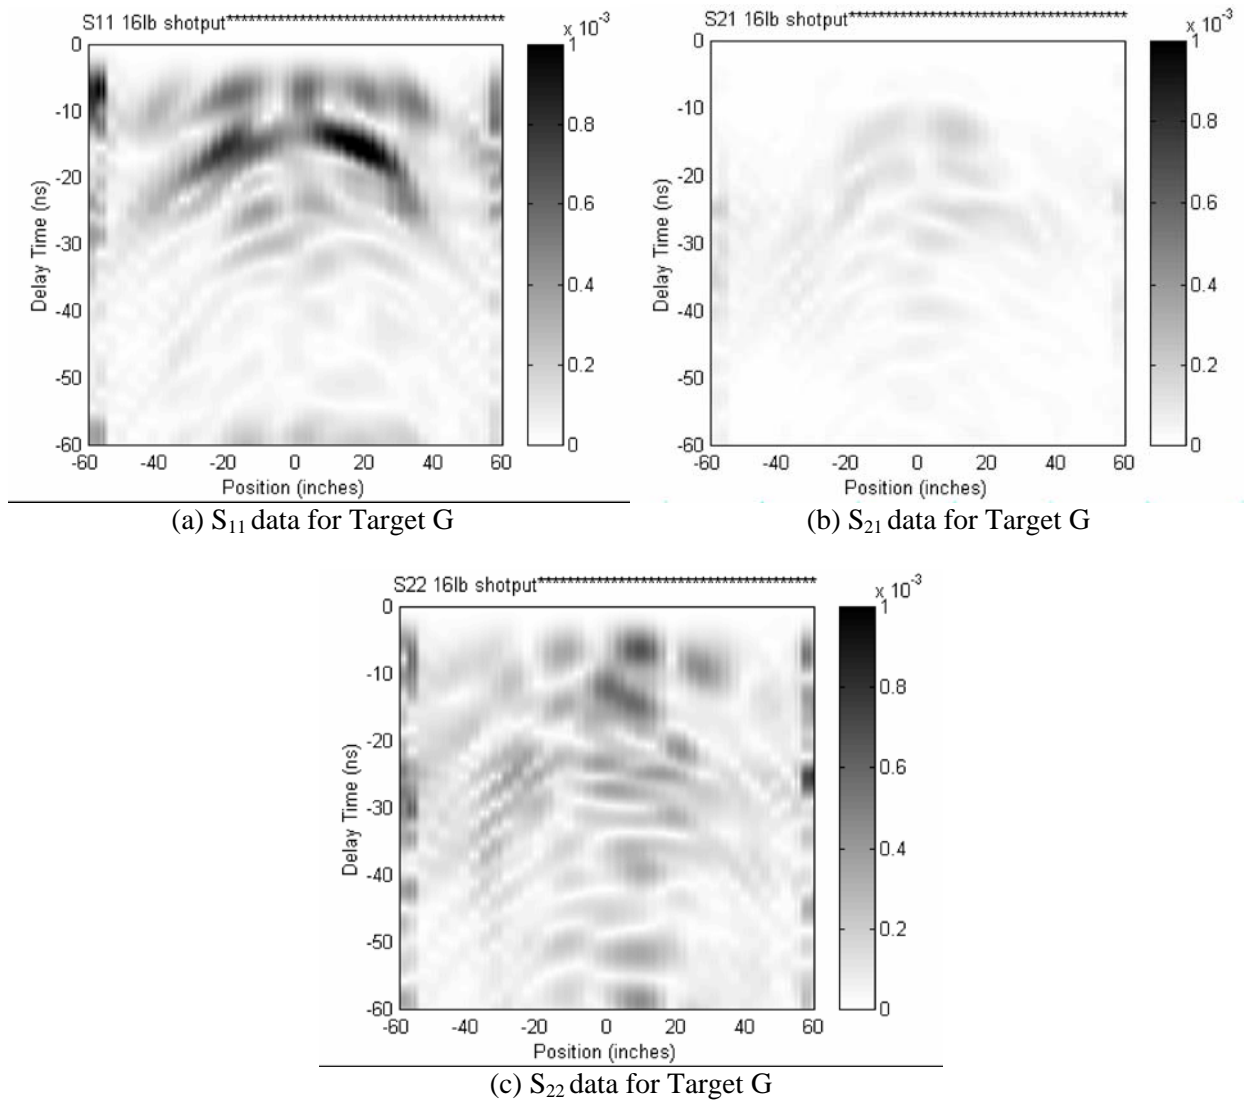 S11 16lb shotput****************************************
x 10⁻³
0
-10
-20
-30
-40
-50
-60
Delay Time (ns)
-60 -40 -20 0 20 40 60
Position (inches)
1
0.8
0.6
0.4
0.2
0
(a) S₁₁ data for Target G
S21 16lb shotput****************************************
x 10⁻³
0
-10
-20
-30
-40
-50
-60
Delay Time (ns)
-60 -40 -20 0 20 40 60
Position (inches)
1
0.8
0.6
0.4
0.2
0
(b) S₂₁ data for Target G
S22 16lb shotput****************************************
x 10⁻³
0
-10
-20
-30
-40
-50
-60
Delay Time (ns)
-60 -40 -20 0 20 40 60
Position (inches)
1
0.8
0.6
0.4
0.2
0
(c) S₂₂ data for Target G